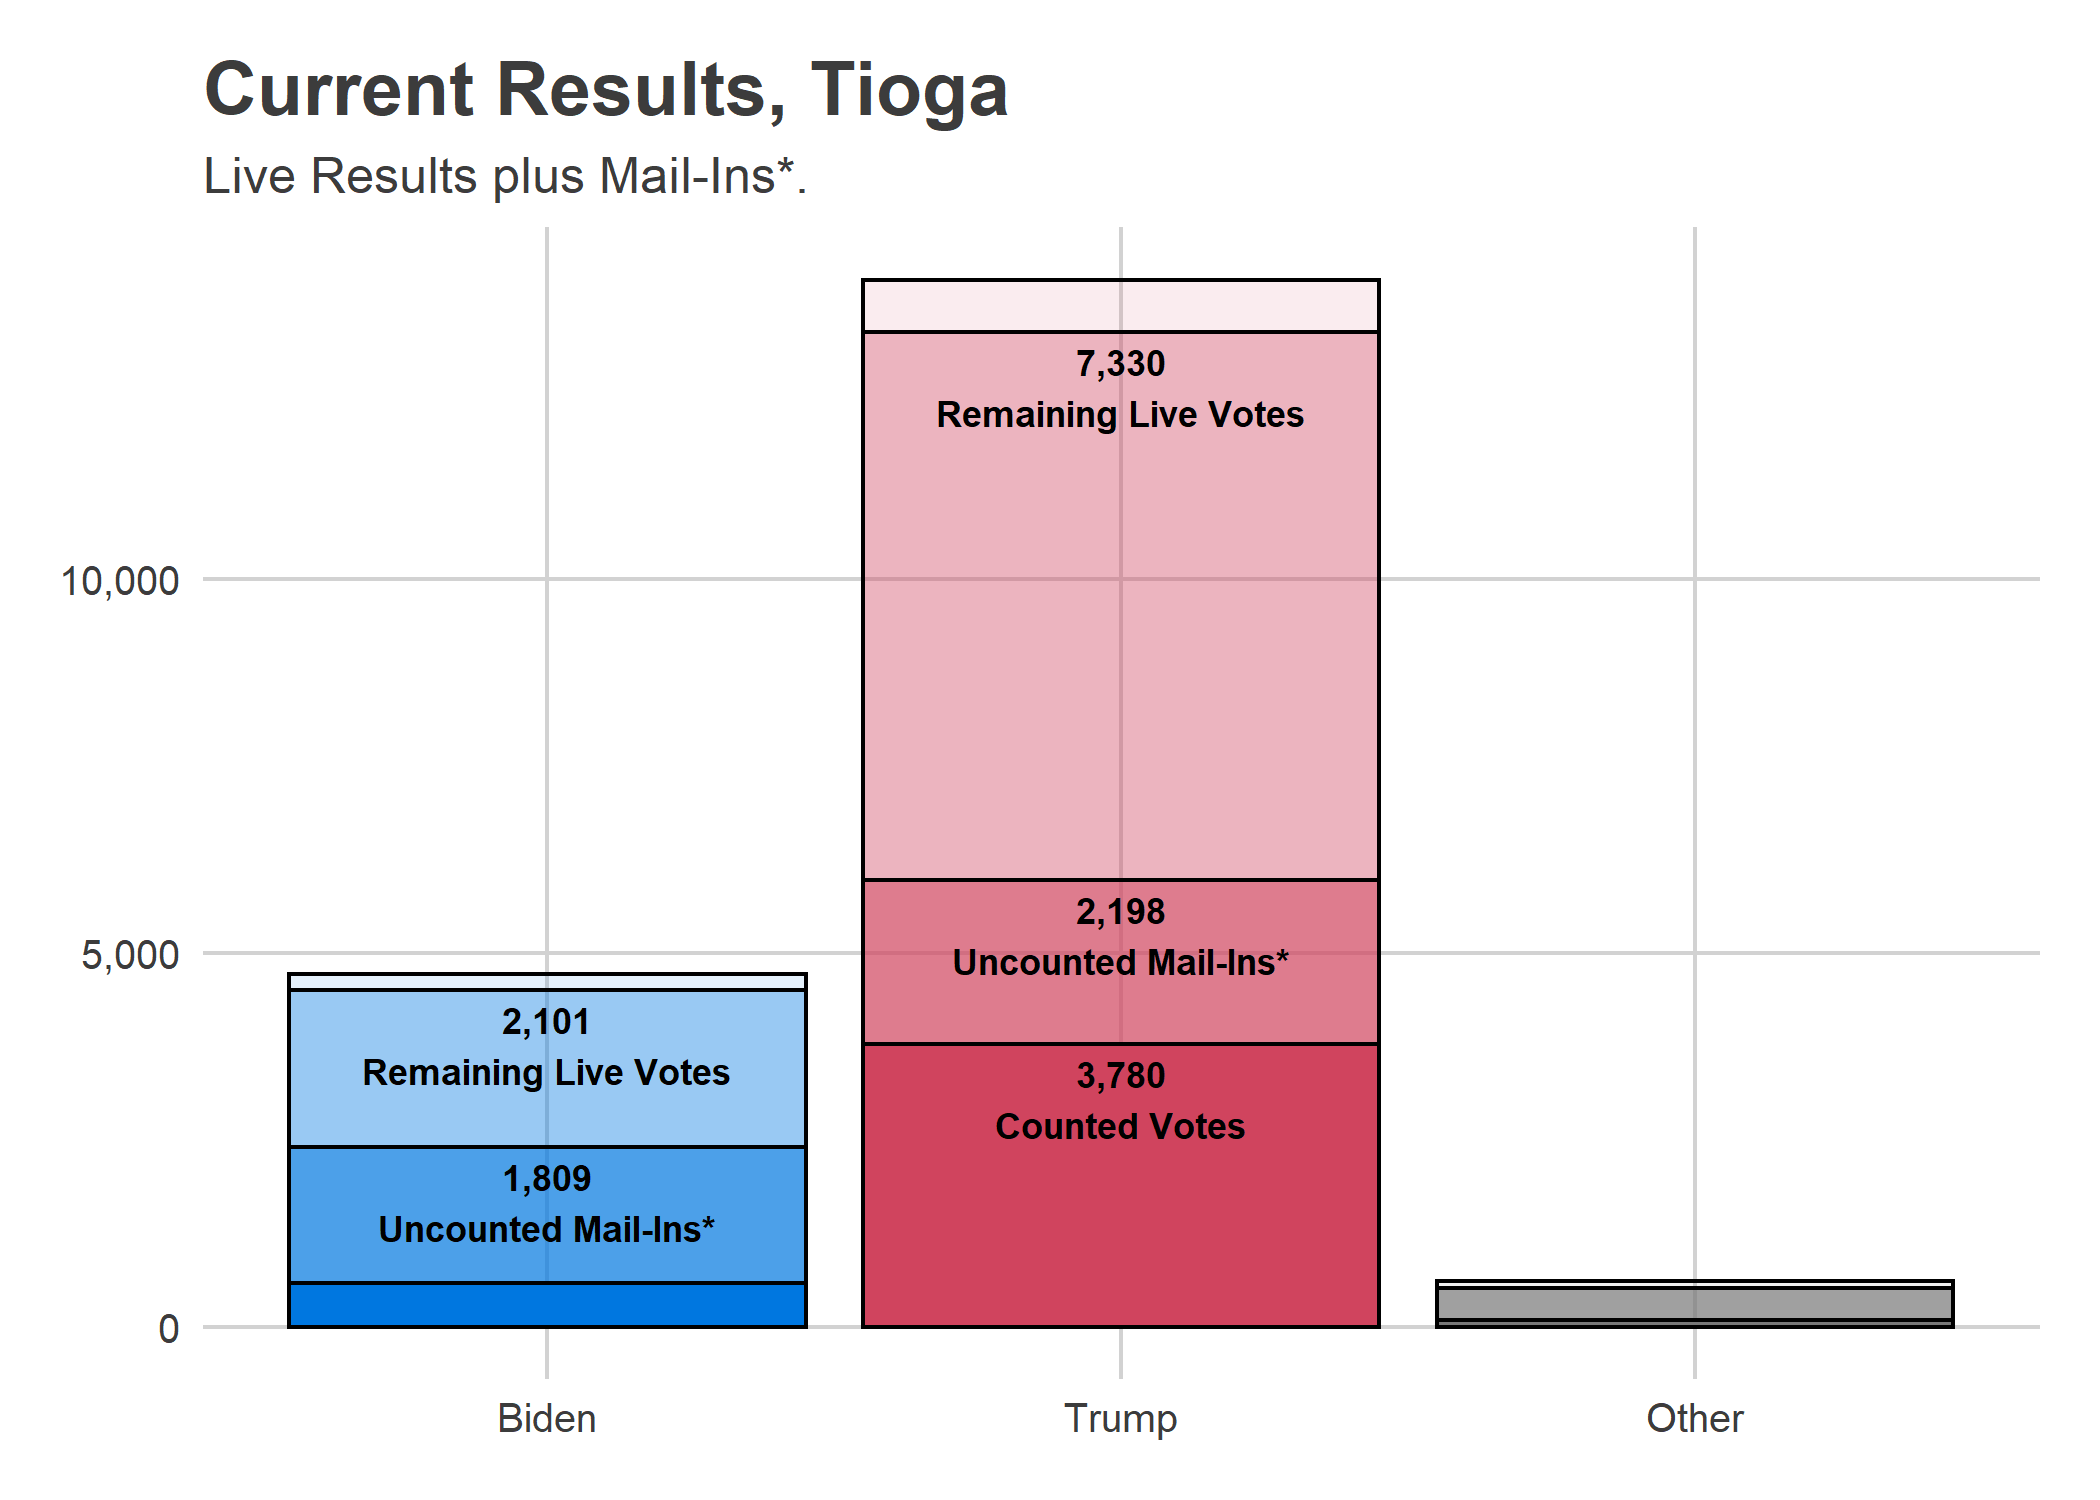 Current Results, Tioga
Live Results plus Mail-Ins*.
10,000
5,000
0
7,330
Remaining Live Votes
2,198
Uncounted Mail-Ins*
3,780
Counted Votes
2,101
Remaining Live Votes
1,809
Uncounted Mail-Ins*
Biden
Trump
Other